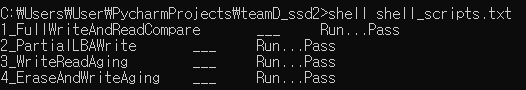 C:₩Users₩User₩PycharmProjects₩teamD_ssd2>shell shell_scripts.txt
1_FullWriteAndReadCompare ___ Run...Pass
2_PartialLBAWrite ___ Run...Pass
3_WriteReadAging ___ Run...Pass
4_EraseAndWriteAging ___ Run...Pass